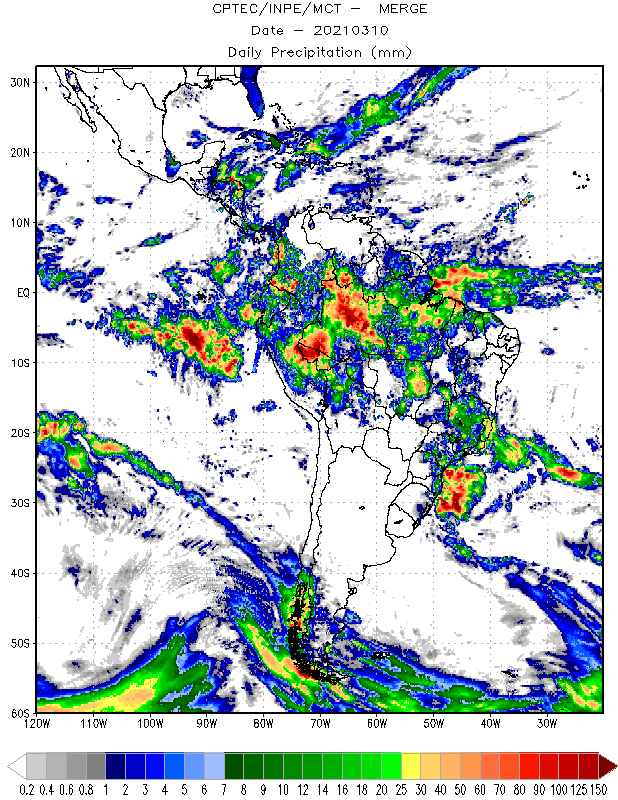 CPTEC/INPE/MCT – MERGE
Date – 20210310
Daily Precipitation (mm)
30N
20N
10N
EQ
10S
20S
30S
40S
50S
60S
120W 110W 100W 90W 80W 70W 60W 50W 40W 30W
0.2 0.4 0.6 0.8 1 2 3 4 5 6 7 8 9 10 12 14 16 18 20 25 30 40 50 60 70 80 90 100 125 150